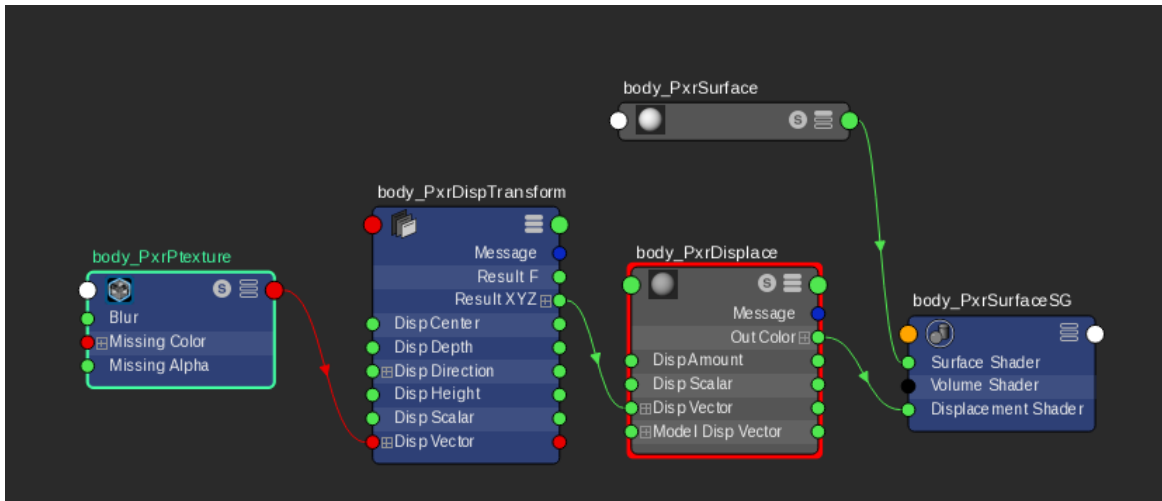 body_PxrSurface
S
body_PxrDispTransform
body_PxrPtexture
S
Blur
Missing Color
Missing Alpha
Message
Result F
Result XYZ
Disp Center
Disp Depth
Disp Direction
Disp Height
Disp Scalar
Disp Vector
body_PxrDisplace
S
Message
Out Color
Disp Amount
Disp Scalar
Disp Vector
Model Disp Vector
body_PxrSurfaceSG
Surface Shader
Volume Shader
Displacement Shader